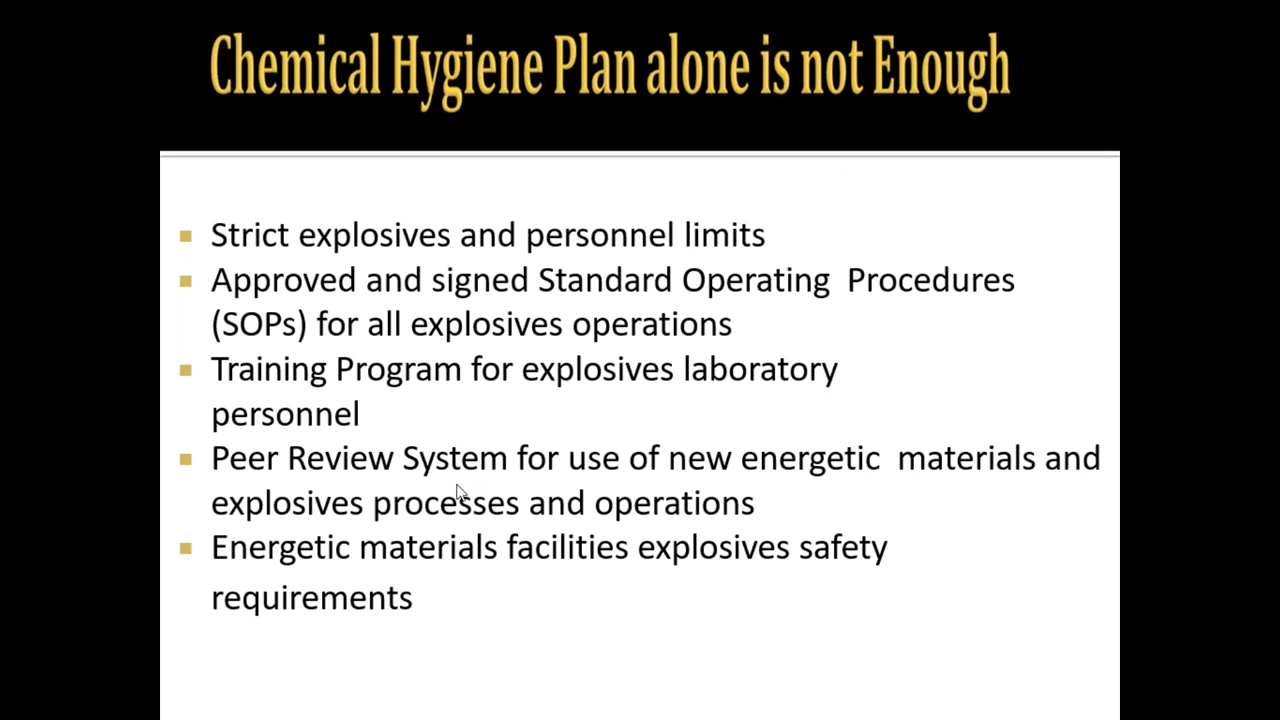 Chemical Hygiene Plan alone is not Enough
Strict explosives and personnel limits
Approved and signed Standard Operating  Procedures
(SOPs) for all explosives operations
Training Program for explosives laboratory
personnel
Peer Review System for use of new energetic  materials and
explosives processes and operations
Energetic materials facilities explosives safety
requirements